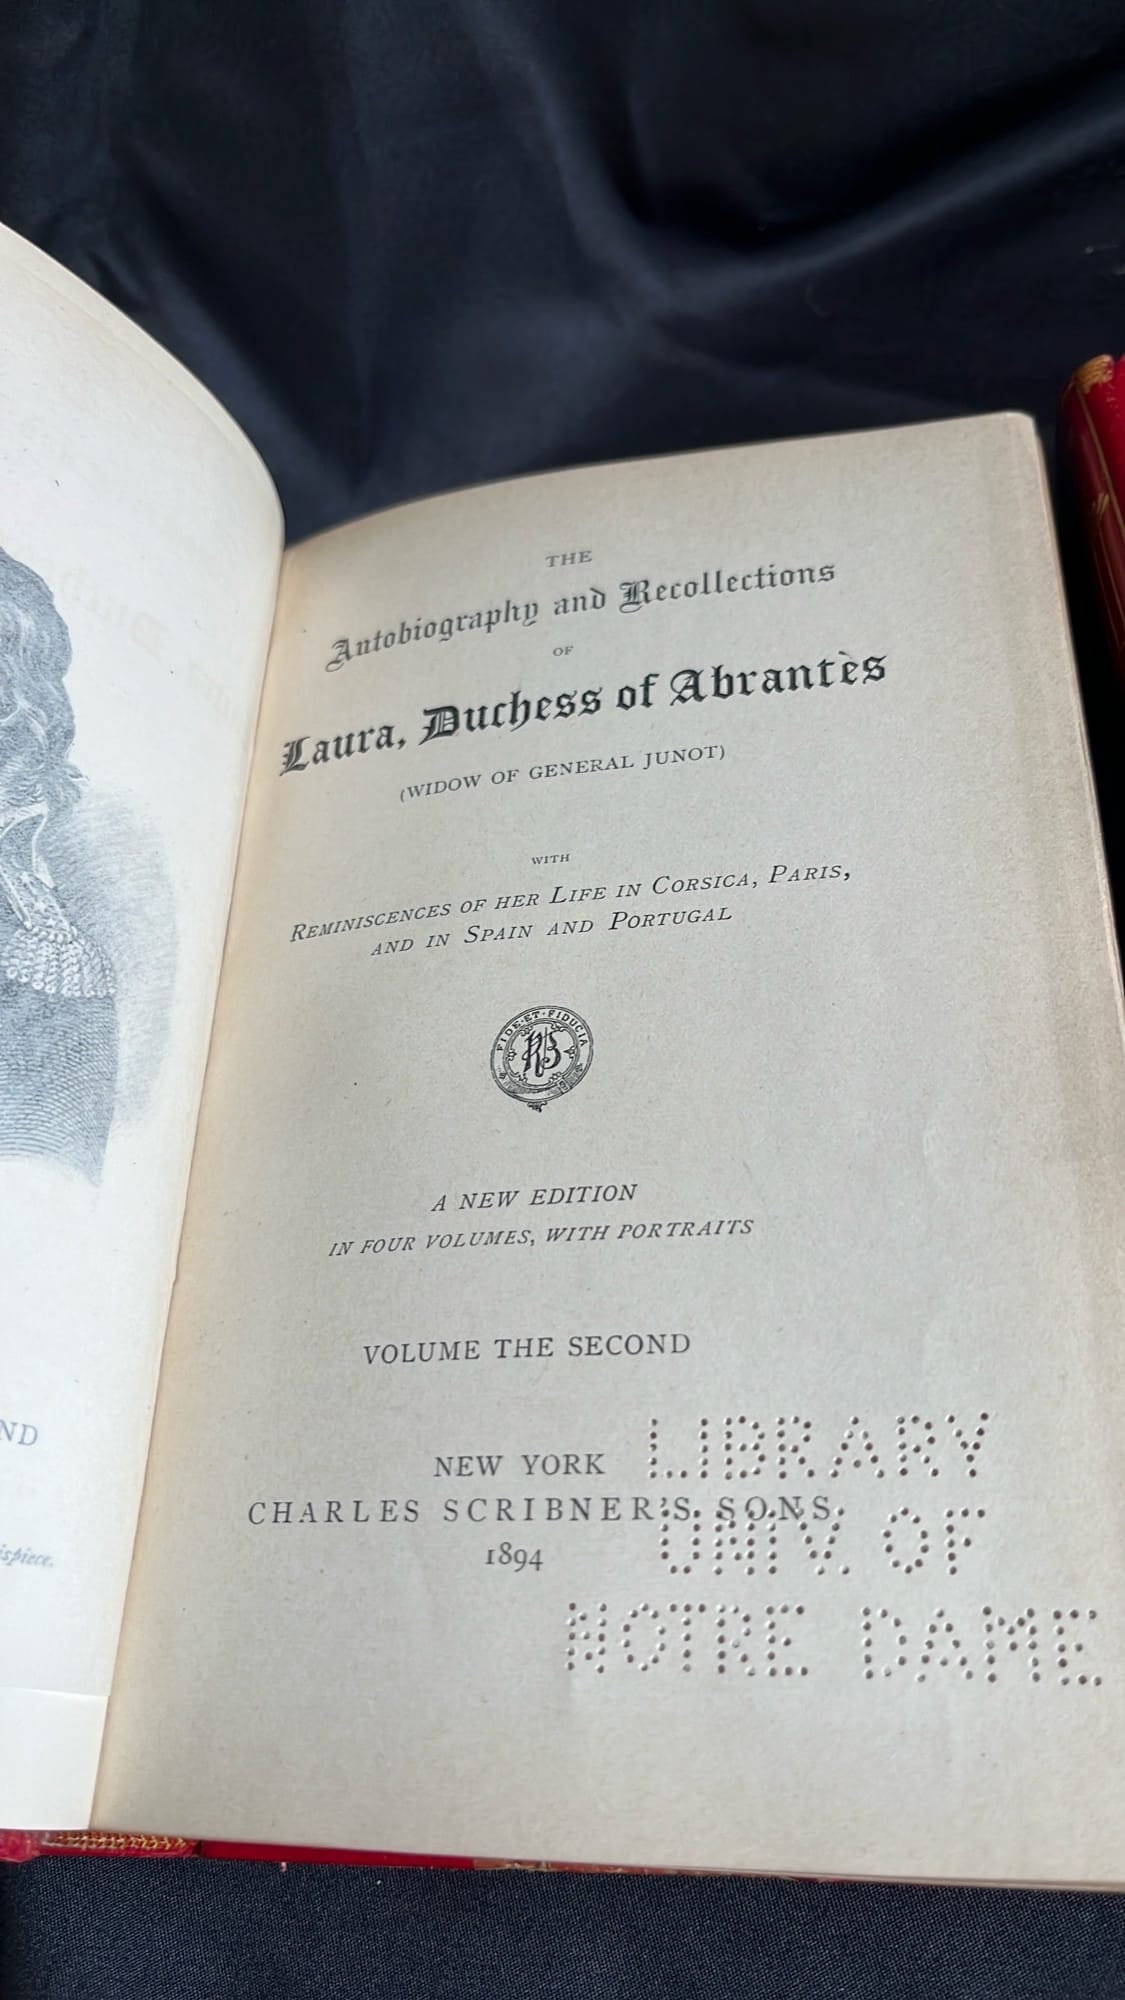 THE
Autobiography and Recollections
OF
Laura, Duchess of Abrantès
(WIDOW OF GENERAL JUNOT)
WITH
REMINISCENCES OF HER LIFE IN CORSICA, PARIS,
AND IN SPAIN AND PORTUGAL
FIDE·ET·FIDUCIA
RB
A NEW EDITION
IN FOUR VOLUMES, WITH PORTRAITS
VOLUME THE SECOND
NEW YORK
CHARLES SCRIBNER'S SONS
1894
LIBRARY
UNIV. OF
NOTRE DAME